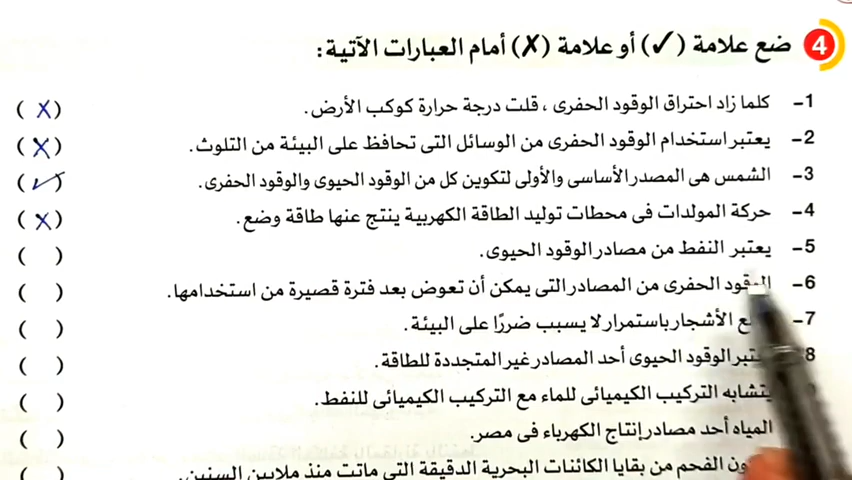 4 ضع علامة (✓) أو علامة (✗) أمام العبارات الآتية:
1- كلما زاد احتراق الوقود الحفرى ، قلت درجة حرارة كوكب الأرض. (X)
2- يعتبر استخدام الوقود الحفرى من الوسائل التى تحافظ على البيئة من التلوث. (X)
3- الشمس هى المصدر الأساسى والأولى لتكوين كل من الوقود الحيوى والوقود الحفرى. (✓)
4- حركة المولدات فى محطات توليد الطاقة الكهربية ينتج عنها طاقة وضع. (X)
5- يعتبر النفط من مصادر الوقود الحيوى. ( )
6- الوقود الحفرى من المصادر التى يمكن أن تعوض بعد فترة قصيرة من استخدامها. ( )
7- الأشجار باستمرار لا يسبب ضررًا على البيئة. ( )
8 يعتبر الوقود الحيوى أحد المصادر غير المتجددة للطاقة. ( )
يتشابه التركيب الكيميائى للماء مع التركيب الكيميائى للنفط. ( )
المياه أحد مصادر إنتاج الكهرباء فى مصر. ( )
الفحم من بقايا الكائنات البحرية الدقيقة التى ماتت منذ ملايين السنين. ( )